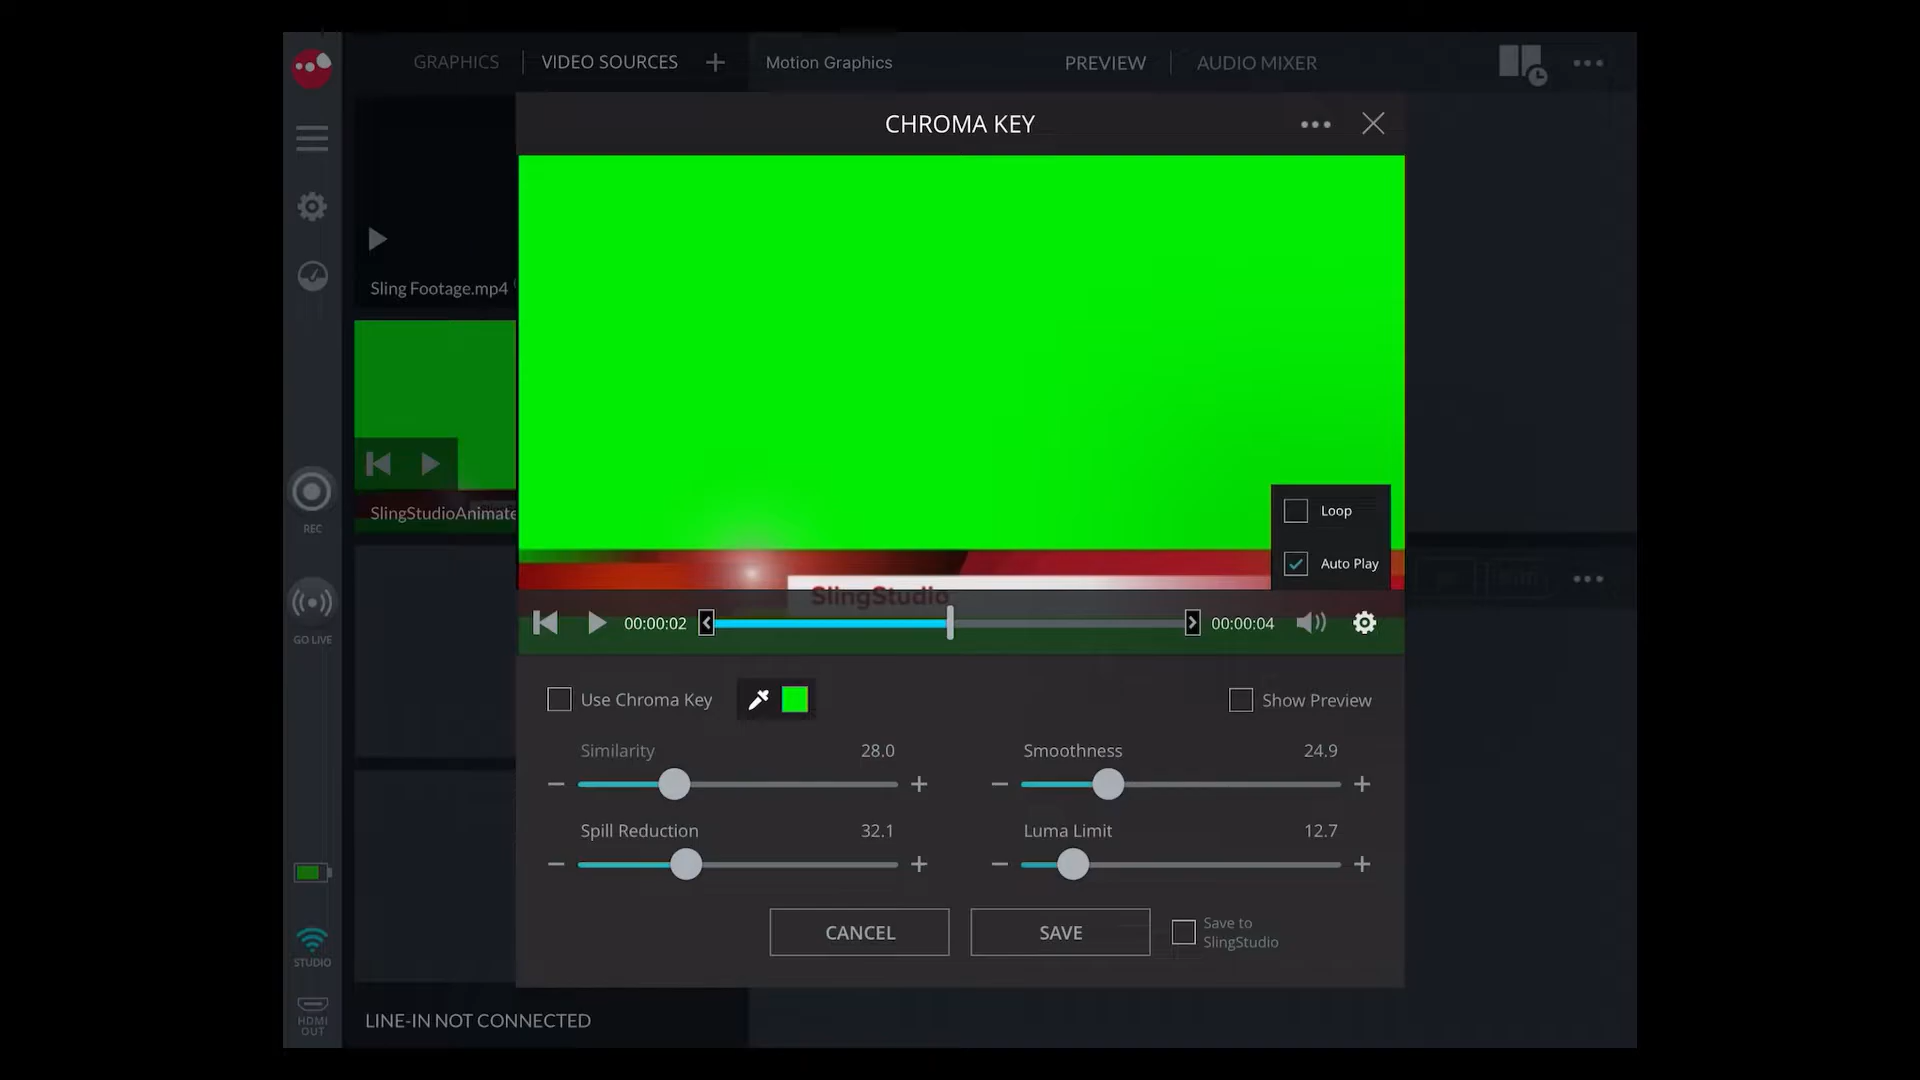 GRAPHICS
VIDEO SOURCES
Motion Graphics
PREVIEW
AUDIO MIXER
CHROMA KEY
Sling Footage.mp4
Loop
SlingStudioAnimate
REC
Auto Play
SlingStudio
00:00:02
00:00:04
GO LIVE
Use Chroma Key
Show Preview
Similarity 28.0
Smoothness 24.9
Spill Reduction 32.1
Luma Limit 12.7
CANCEL
SAVE
Save to
SlingStudio
STUDIO
HDMI
OUT
LINE-IN NOT CONNECTED